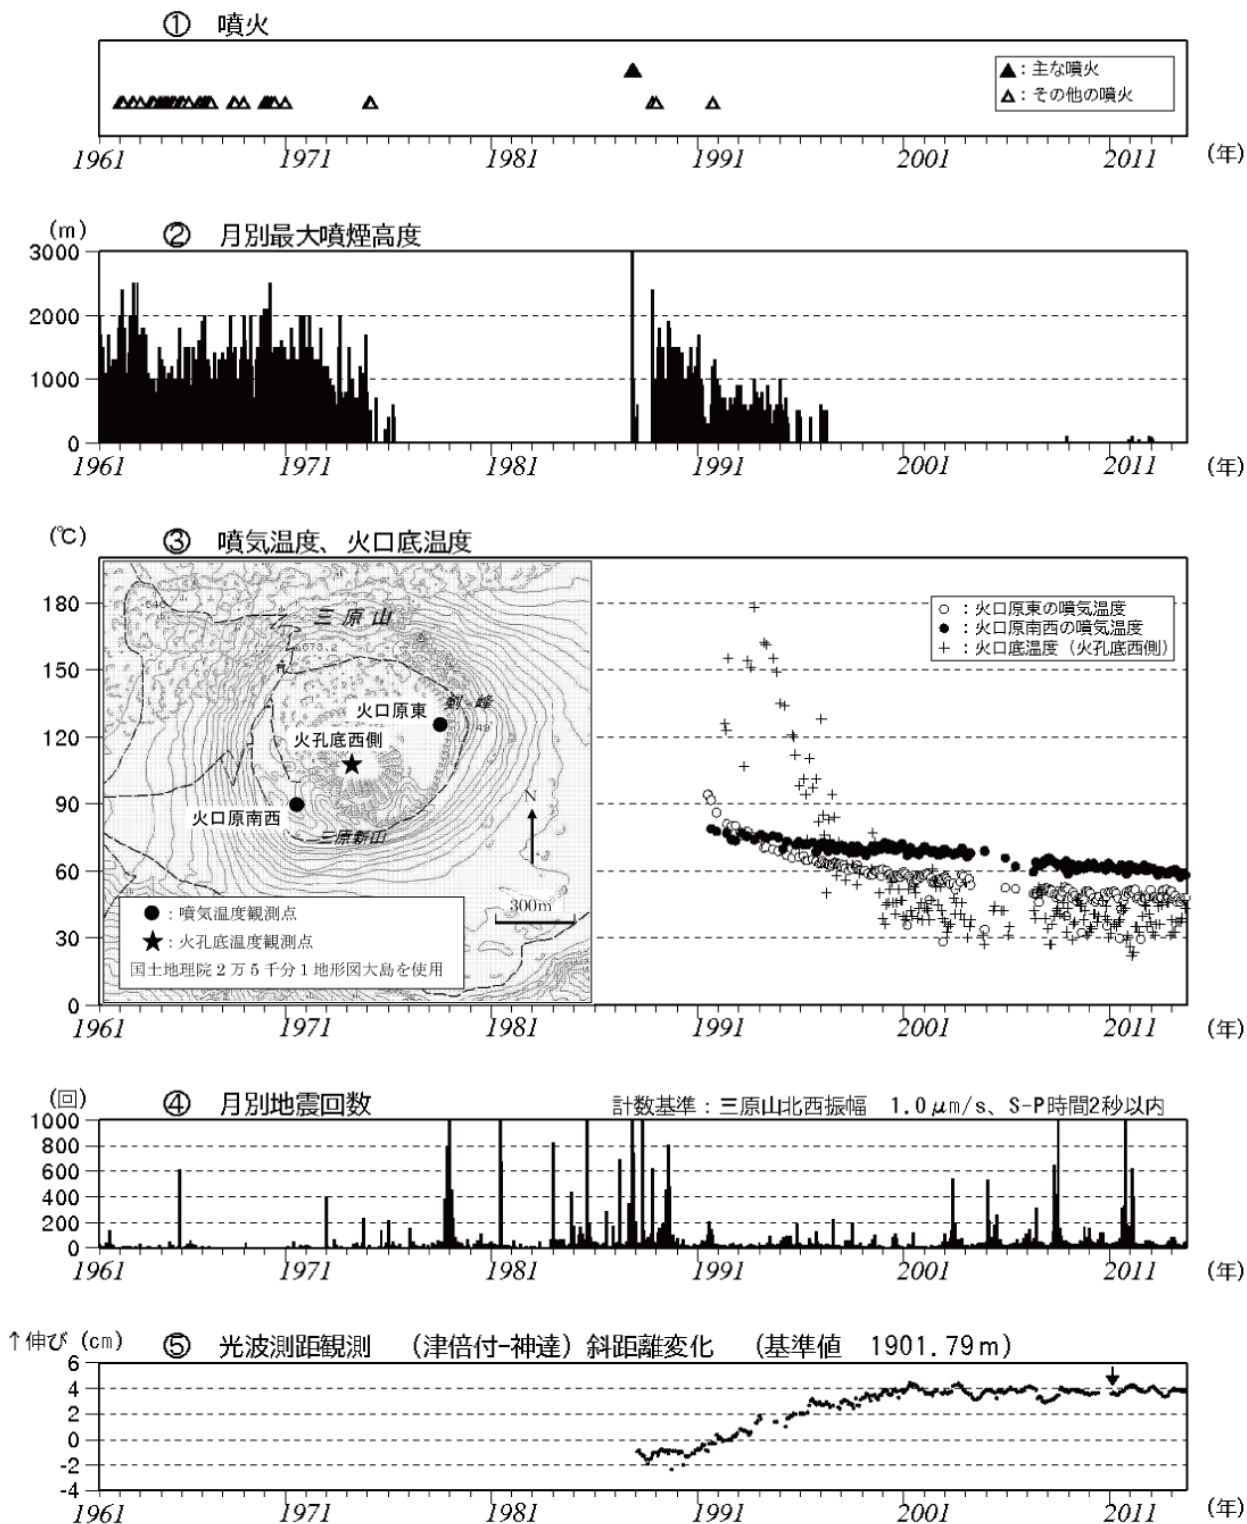 ① 噴火
▲：主な噴火
△：その他の噴火
1961 1971 1981 1991 2001 2011 (年)
(m) ② 月別最大噴煙高度
3000
2000
1000
0
1961 1971 1981 1991 2001 2011 (年)
(℃) ③ 噴気温度、火口底温度
180
150
120
90
60
30
0
○ ：火口原東の噴気温度
● ：火口原南西の噴気温度
＋ ：火口底温度（火孔底西側）
三原山
673.2
剣ヶ峰
749
火口原東
火孔底西側
火口原南西
三原新山
N
300m
●：噴気温度観測点
★：火孔底温度観測点
国土地理院２万５千分１地形図大島を使用
1961 1971 1981 1991 2001 2011 (年)
(回) ④ 月別地震回数 計数基準：三原山北西振幅 1.0μm/s、S-P時間2秒以内
1000
800
600
400
200
0
1961 1971 1981 1991 2001 2011 (年)
↑伸び (cm) ⑤ 光波測距観測 （津倍付-神達）斜距離変化 （基準値 1901.79m）
6
4
2
0
-2
-4
1961 1971 1981 1991 2001 2011 (年)